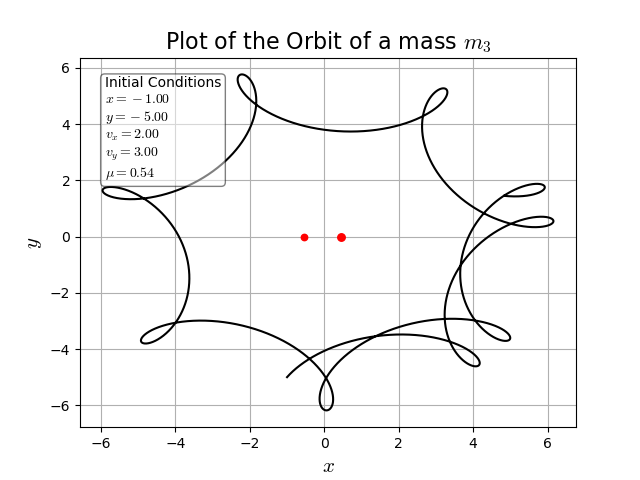 Plot of the Orbit of a mass m₃
Initial Conditions
x = −1.00
y = −5.00
vₓ = 2.00
v_y = 3.00
μ = 0.54
6
4
2
0
−2
−4
−6
y
−6
−4
−2
0
2
4
6
x